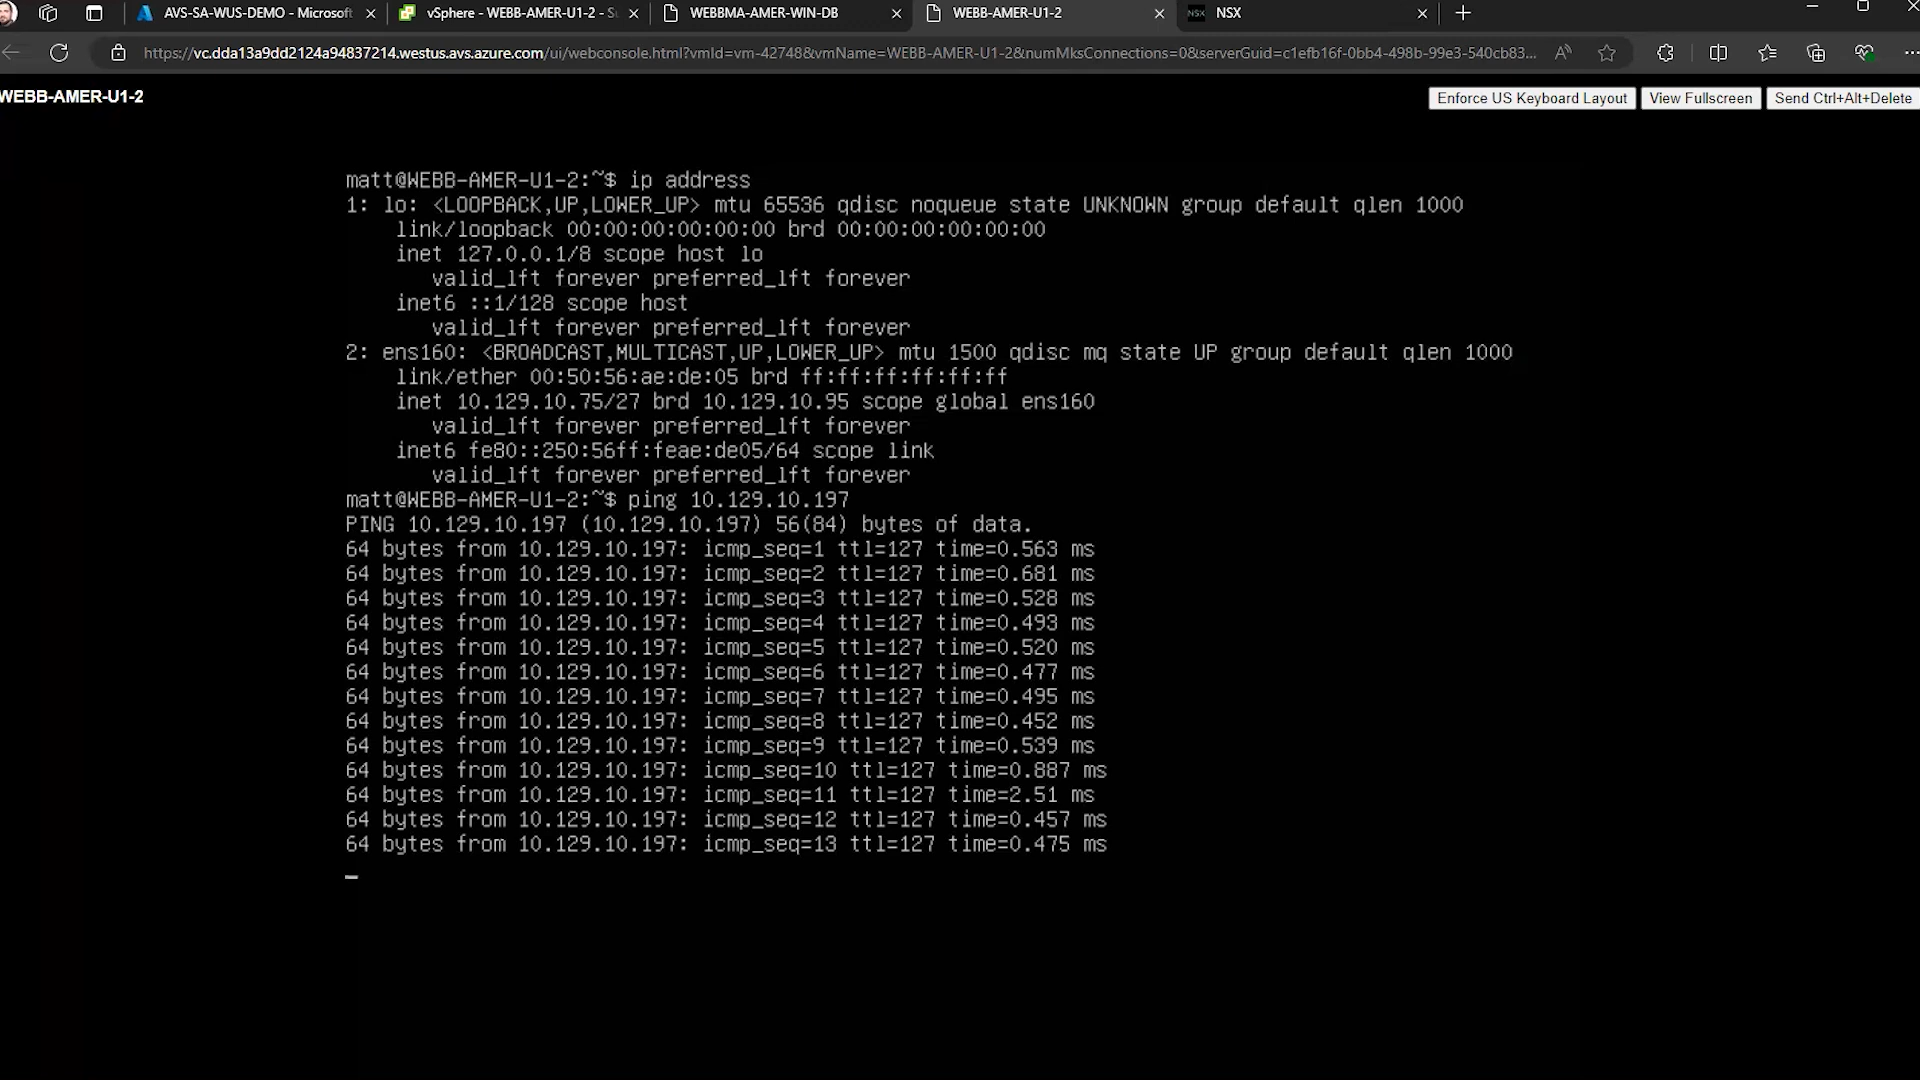 AVS-SA-WUS-DEMO - Microsoft
vSphere - WEBB-AMER-U1-2 - S
WEBBMA-AMER-WIN-DB
WEBB-AMER-U1-2
NSX NSX
https://vc.dda13a9dd2124a94837214.westus.avs.azure.com/ui/webconsole.html?vmId=vm-42748&vmName=WEBB-AMER-U1-2&numMksConnections=0&serverGuid=c1efb16f-0bb4-498b-99e3-540cb83...
WEBB-AMER-U1-2
Enforce US Keyboard Layout
View Fullscreen
Send Ctrl+Alt+Delete
matt@WEBB-AMER-U1-2:~$ ip address
1: lo: <LOOPBACK,UP,LOWER_UP> mtu 65536 qdisc noqueue state UNKNOWN group default qlen 1000
link/loopback 00:00:00:00:00:00 brd 00:00:00:00:00:00
inet 127.0.0.1/8 scope host lo
valid_lft forever preferred_lft forever
inet6 ::1/128 scope host
valid_lft forever preferred_lft forever
2: ens160: <BROADCAST,MULTICAST,UP,LOWER_UP> mtu 1500 qdisc mq state UP group default qlen 1000
link/ether 00:50:56:ae:de:05 brd ff:ff:ff:ff:ff:ff
inet 10.129.10.75/27 brd 10.129.10.95 scope global ens160
valid_lft forever preferred_lft forever
inet6 fe80::250:56ff:feae:de05/64 scope link
valid_lft forever preferred_lft forever
matt@WEBB-AMER-U1-2:~$ ping 10.129.10.197
PING 10.129.10.197 (10.129.10.197) 56(84) bytes of data.
64 bytes from 10.129.10.197: icmp_seq=1 ttl=127 time=0.563 ms
64 bytes from 10.129.10.197: icmp_seq=2 ttl=127 time=0.681 ms
64 bytes from 10.129.10.197: icmp_seq=3 ttl=127 time=0.528 ms
64 bytes from 10.129.10.197: icmp_seq=4 ttl=127 time=0.493 ms
64 bytes from 10.129.10.197: icmp_seq=5 ttl=127 time=0.520 ms
64 bytes from 10.129.10.197: icmp_seq=6 ttl=127 time=0.477 ms
64 bytes from 10.129.10.197: icmp_seq=7 ttl=127 time=0.495 ms
64 bytes from 10.129.10.197: icmp_seq=8 ttl=127 time=0.452 ms
64 bytes from 10.129.10.197: icmp_seq=9 ttl=127 time=0.539 ms
64 bytes from 10.129.10.197: icmp_seq=10 ttl=127 time=0.887 ms
64 bytes from 10.129.10.197: icmp_seq=11 ttl=127 time=2.51 ms
64 bytes from 10.129.10.197: icmp_seq=12 ttl=127 time=0.457 ms
64 bytes from 10.129.10.197: icmp_seq=13 ttl=127 time=0.475 ms